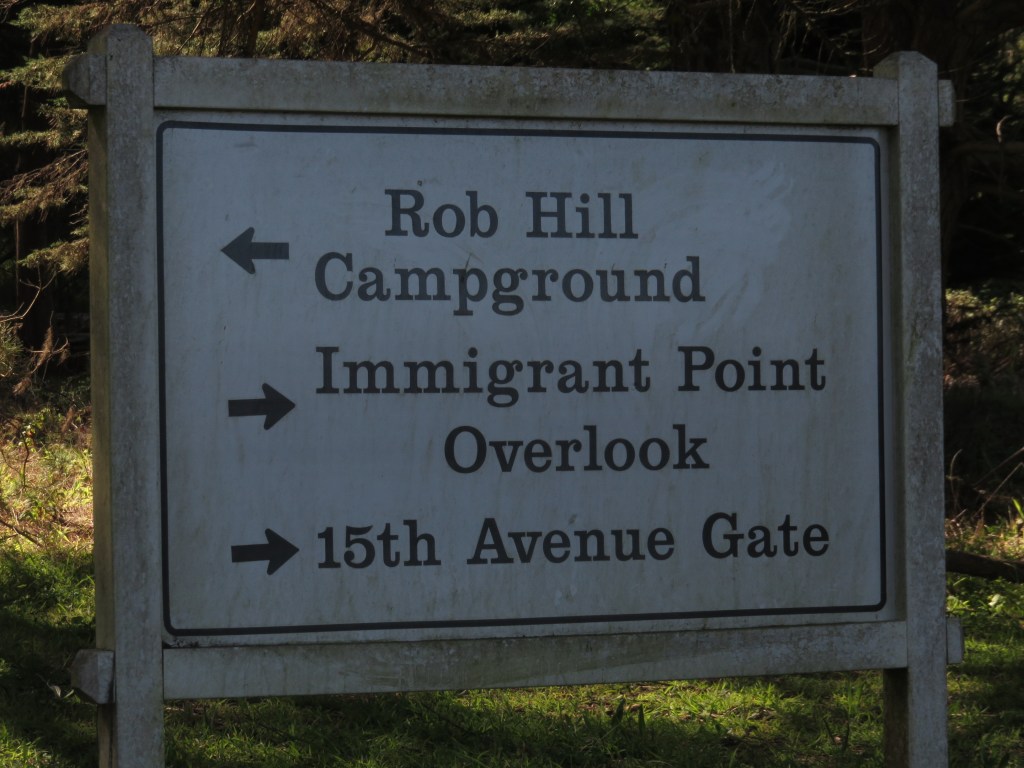 Rob Hill
Campground
Immigrant Point
Overlook
15th Avenue Gate